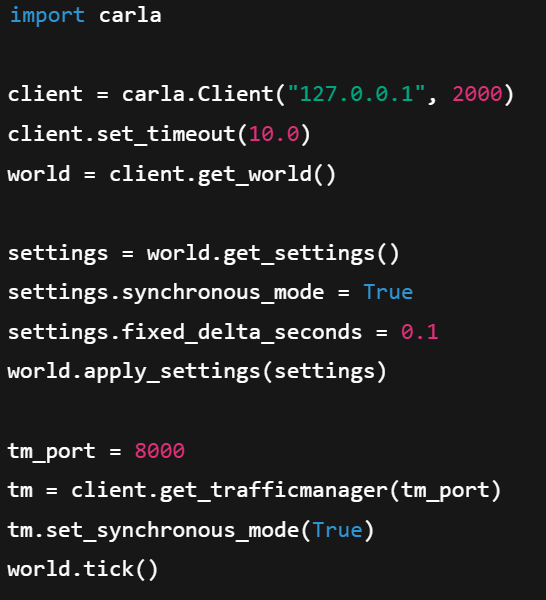 import carla
client = carla.Client("127.0.0.1", 2000)
client.set_timeout(10.0)
world = client.get_world()
settings = world.get_settings()
settings.synchronous_mode = True
settings.fixed_delta_seconds = 0.1
world.apply_settings(settings)
tm_port = 8000
tm = client.get_trafficmanager(tm_port)
tm.set_synchronous_mode(True)
world.tick()